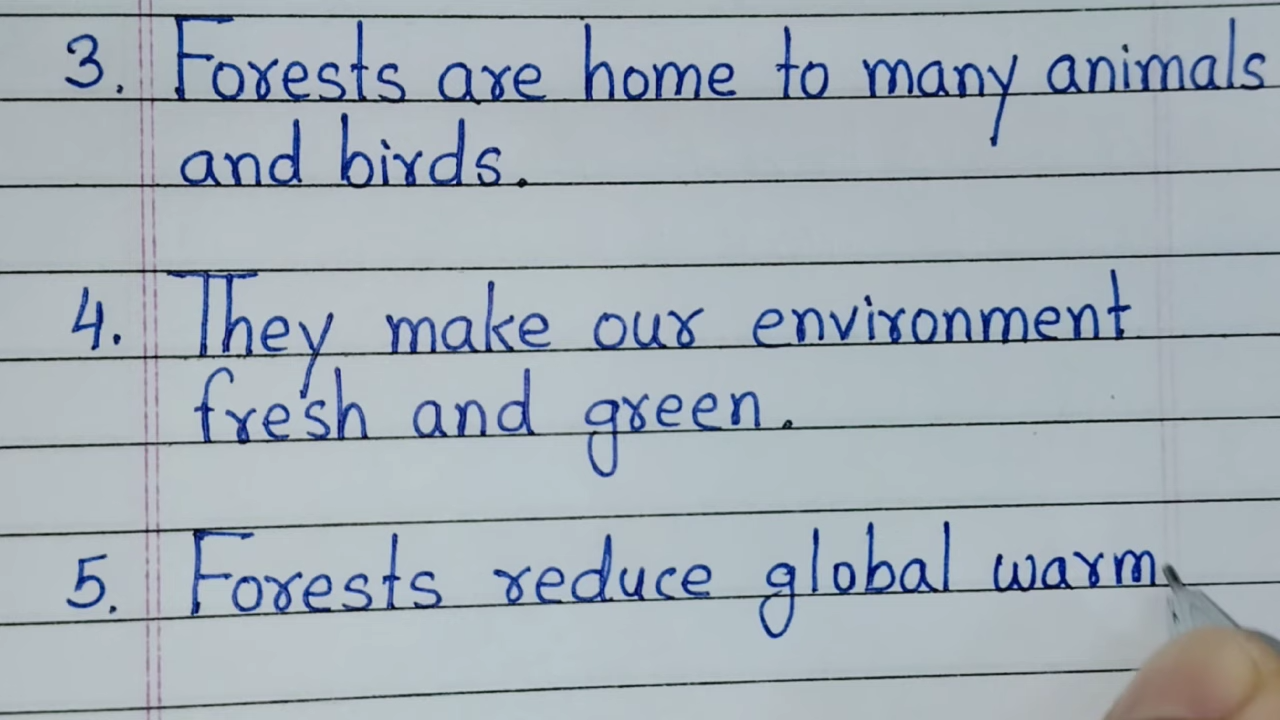 3. Forests are home to many animals
and birds.
4. They make our environment
fresh and green.
5. Forests reduce global warm